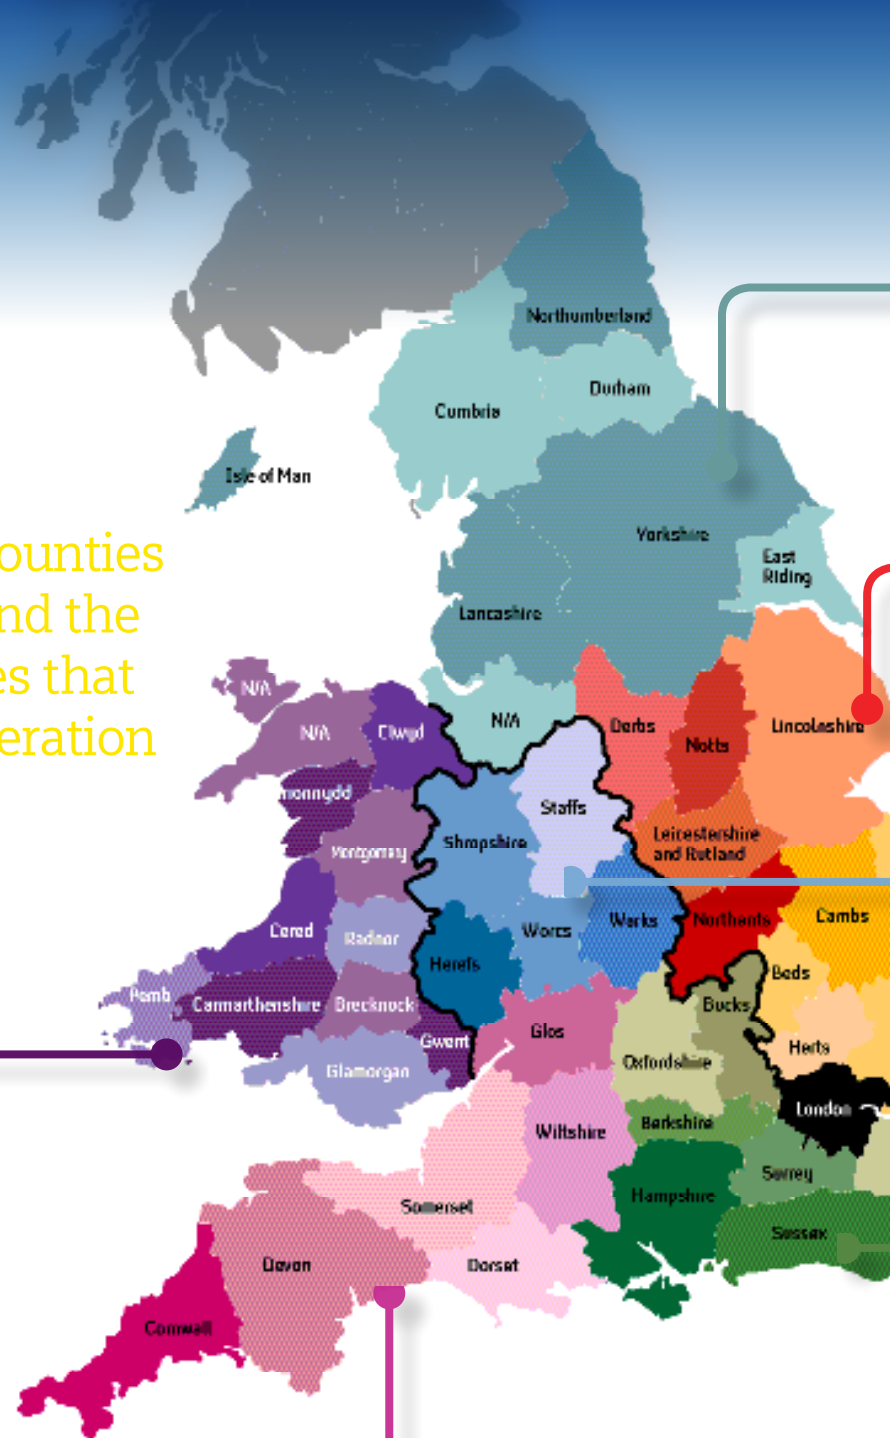 Northumberland
Durham
Cumbria
Isle of Man
Yorkshire
East
Riding
Lancashire
ounties
nd the
es that
eration
N/A
N/A
Clwyd
N/A
Derbs
Notts
Lincolnshire
ionnydd
Staffs
Montgomery
Shropshire
Leicestershire
and Rutland
Cered
Radnor
Worcs
Warks
Northants
Cambs
Herefs
Beds
Pemb
Carmarthenshire
Brecknock
Gwent
Glos
Bucks
Oxfordshire
Herts
Glamorgan
London
Berkshire
Wiltshire
Surrey
Hampshire
Somerset
Sussex
Devon
Dorset
Cornwall